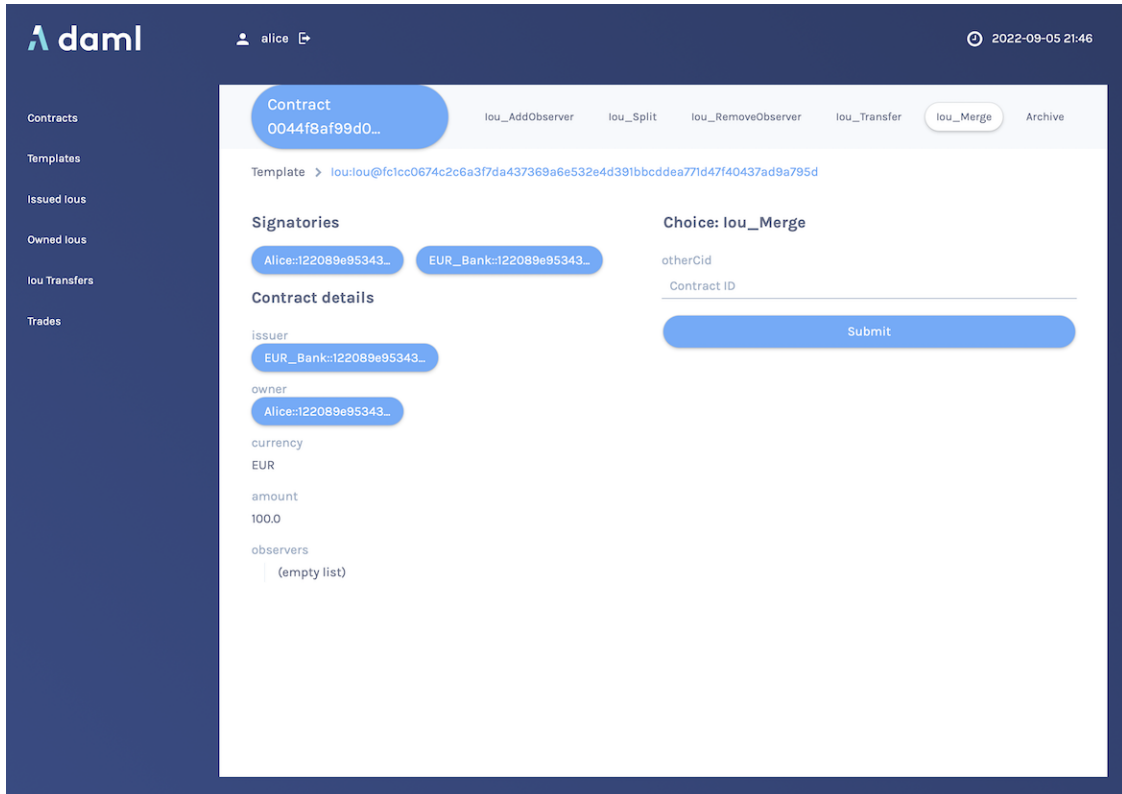 daml
alice
2022-09-05 21:46
Contracts
Templates
Issued Ious
Owned Ious
Iou Transfers
Trades
Contract
0044f8af99d0...
Iou_AddObserver
Iou_Split
Iou_RemoveObserver
Iou_Transfer
Iou_Merge
Archive
Template > Iou:Iou@fc1cc0674c2c6a3f7da437369a6e532e4d391bbcddea771d47f40437ad9a795d
Signatories
Alice::122089e95343...
EUR_Bank::122089e95343...
Contract details
issuer
EUR_Bank::122089e95343...
owner
Alice::122089e95343...
currency
EUR
amount
100.0
observers
(empty list)
Choice: Iou_Merge
otherCid
Contract ID
Submit